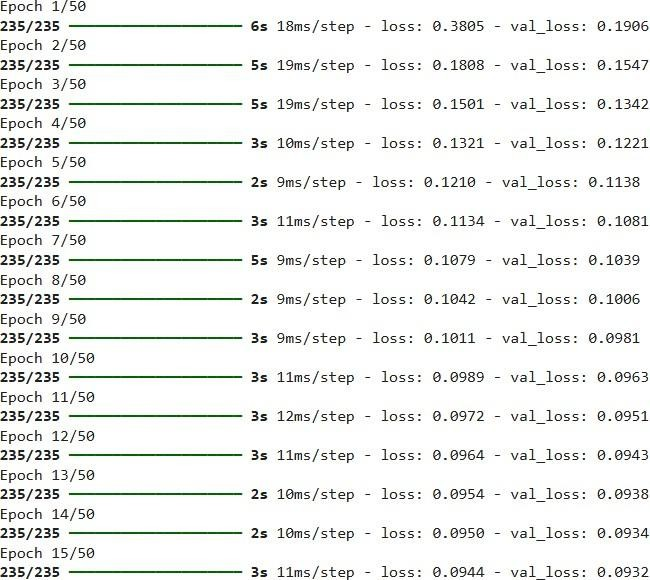 Epoch 1/50
235/235 ━━━━━━━━━━━━━━━━━━━━ 6s 18ms/step - loss: 0.3805 - val_loss: 0.1906
Epoch 2/50
235/235 ━━━━━━━━━━━━━━━━━━━━ 5s 19ms/step - loss: 0.1808 - val_loss: 0.1547
Epoch 3/50
235/235 ━━━━━━━━━━━━━━━━━━━━ 5s 19ms/step - loss: 0.1501 - val_loss: 0.1342
Epoch 4/50
235/235 ━━━━━━━━━━━━━━━━━━━━ 3s 10ms/step - loss: 0.1321 - val_loss: 0.1221
Epoch 5/50
235/235 ━━━━━━━━━━━━━━━━━━━━ 2s 9ms/step - loss: 0.1210 - val_loss: 0.1138
Epoch 6/50
235/235 ━━━━━━━━━━━━━━━━━━━━ 3s 11ms/step - loss: 0.1134 - val_loss: 0.1081
Epoch 7/50
235/235 ━━━━━━━━━━━━━━━━━━━━ 5s 9ms/step - loss: 0.1079 - val_loss: 0.1039
Epoch 8/50
235/235 ━━━━━━━━━━━━━━━━━━━━ 2s 9ms/step - loss: 0.1042 - val_loss: 0.1006
Epoch 9/50
235/235 ━━━━━━━━━━━━━━━━━━━━ 3s 9ms/step - loss: 0.1011 - val_loss: 0.0981
Epoch 10/50
235/235 ━━━━━━━━━━━━━━━━━━━━ 3s 11ms/step - loss: 0.0989 - val_loss: 0.0963
Epoch 11/50
235/235 ━━━━━━━━━━━━━━━━━━━━ 3s 12ms/step - loss: 0.0972 - val_loss: 0.0951
Epoch 12/50
235/235 ━━━━━━━━━━━━━━━━━━━━ 3s 11ms/step - loss: 0.0964 - val_loss: 0.0943
Epoch 13/50
235/235 ━━━━━━━━━━━━━━━━━━━━ 2s 10ms/step - loss: 0.0954 - val_loss: 0.0938
Epoch 14/50
235/235 ━━━━━━━━━━━━━━━━━━━━ 2s 10ms/step - loss: 0.0950 - val_loss: 0.0934
Epoch 15/50
235/235 ━━━━━━━━━━━━━━━━━━━━ 3s 11ms/step - loss: 0.0944 - val_loss: 0.0932